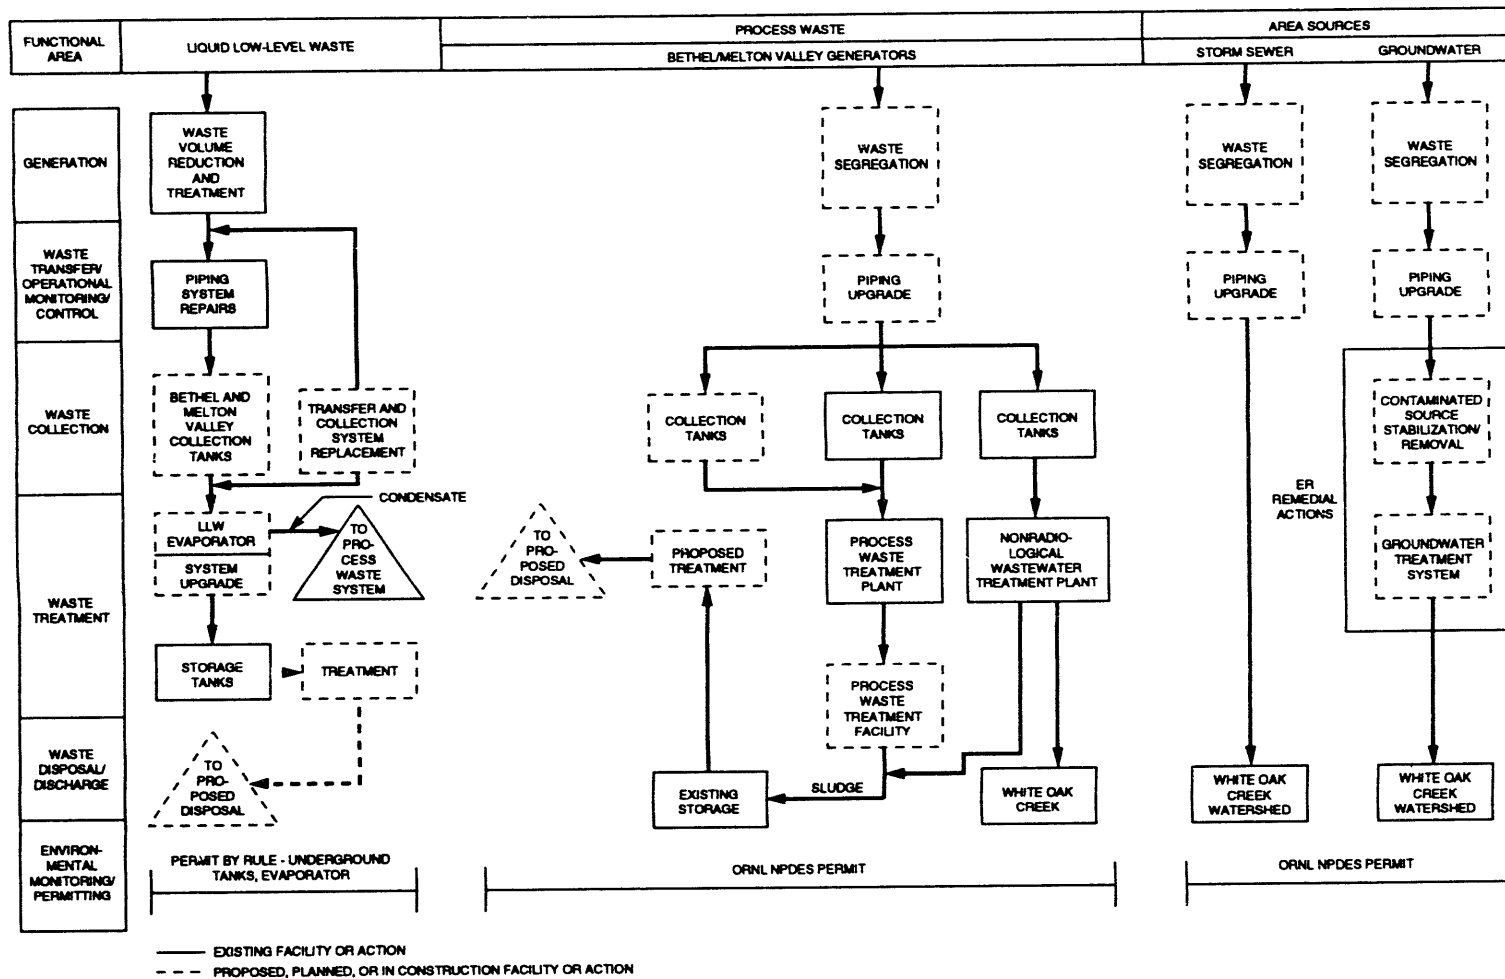 FUNCTIONAL
AREA
LIQUID LOW-LEVEL WASTE
PROCESS WASTE
BETHEL/MELTON VALLEY GENERATORS
AREA SOURCES
STORM SEWER
GROUNDWATER
GENERATION
WASTE
VOLUME
REDUCTION
AND
TREATMENT
WASTE
SEGREGATION
WASTE
SEGREGATION
WASTE
SEGREGATION
WASTE
TRANSFER/
OPERATIONAL
MONITORING/
CONTROL
PIPING
SYSTEM
REPAIRS
PIPING
UPGRADE
PIPING
UPGRADE
PIPING
UPGRADE
WASTE
COLLECTION
BETHEL AND
MELTON
VALLEY
COLLECTION
TANKS
TRANSFER AND
COLLECTION
SYSTEM
REPLACEMENT
COLLECTION
TANKS
COLLECTION
TANKS
COLLECTION
TANKS
CONTAMINATED
SOURCE
STABILIZATION/
REMOVAL
ER
REMEDIAL
ACTIONS
WASTE
TREATMENT
LLW
EVAPORATOR
SYSTEM
UPGRADE
CONDENSATE
TO
PRO-
CESS
WASTE
SYSTEM
TO
PRO-
POSED
DISPOSAL
PROPOSED
TREATMENT
PROCESS
WASTE
TREATMENT
PLANT
NONRADIO-
LOGICAL
WASTEWATER
TREATMENT PLANT
GROUNDWATER
TREATMENT
SYSTEM
STORAGE
TANKS
TREATMENT
PROCESS
WASTE
TREATMENT
FACILITY
WASTE
DISPOSAL/
DISCHARGE
TO
PRO-
POSED
DISPOSAL
EXISTING
STORAGE
SLUDGE
WHITE OAK
CREEK
WHITE OAK
CREEK
WATERSHED
WHITE OAK
CREEK
WATERSHED
ENVIRON-
MENTAL
MONITORING/
PERMITTING
PERMIT BY RULE - UNDERGROUND
TANKS, EVAPORATOR
ORNL NPDES PERMIT
ORNL NPDES PERMIT
EXISTING FACILITY OR ACTION
PROPOSED, PLANNED, OR IN CONSTRUCTION FACILITY OR ACTION